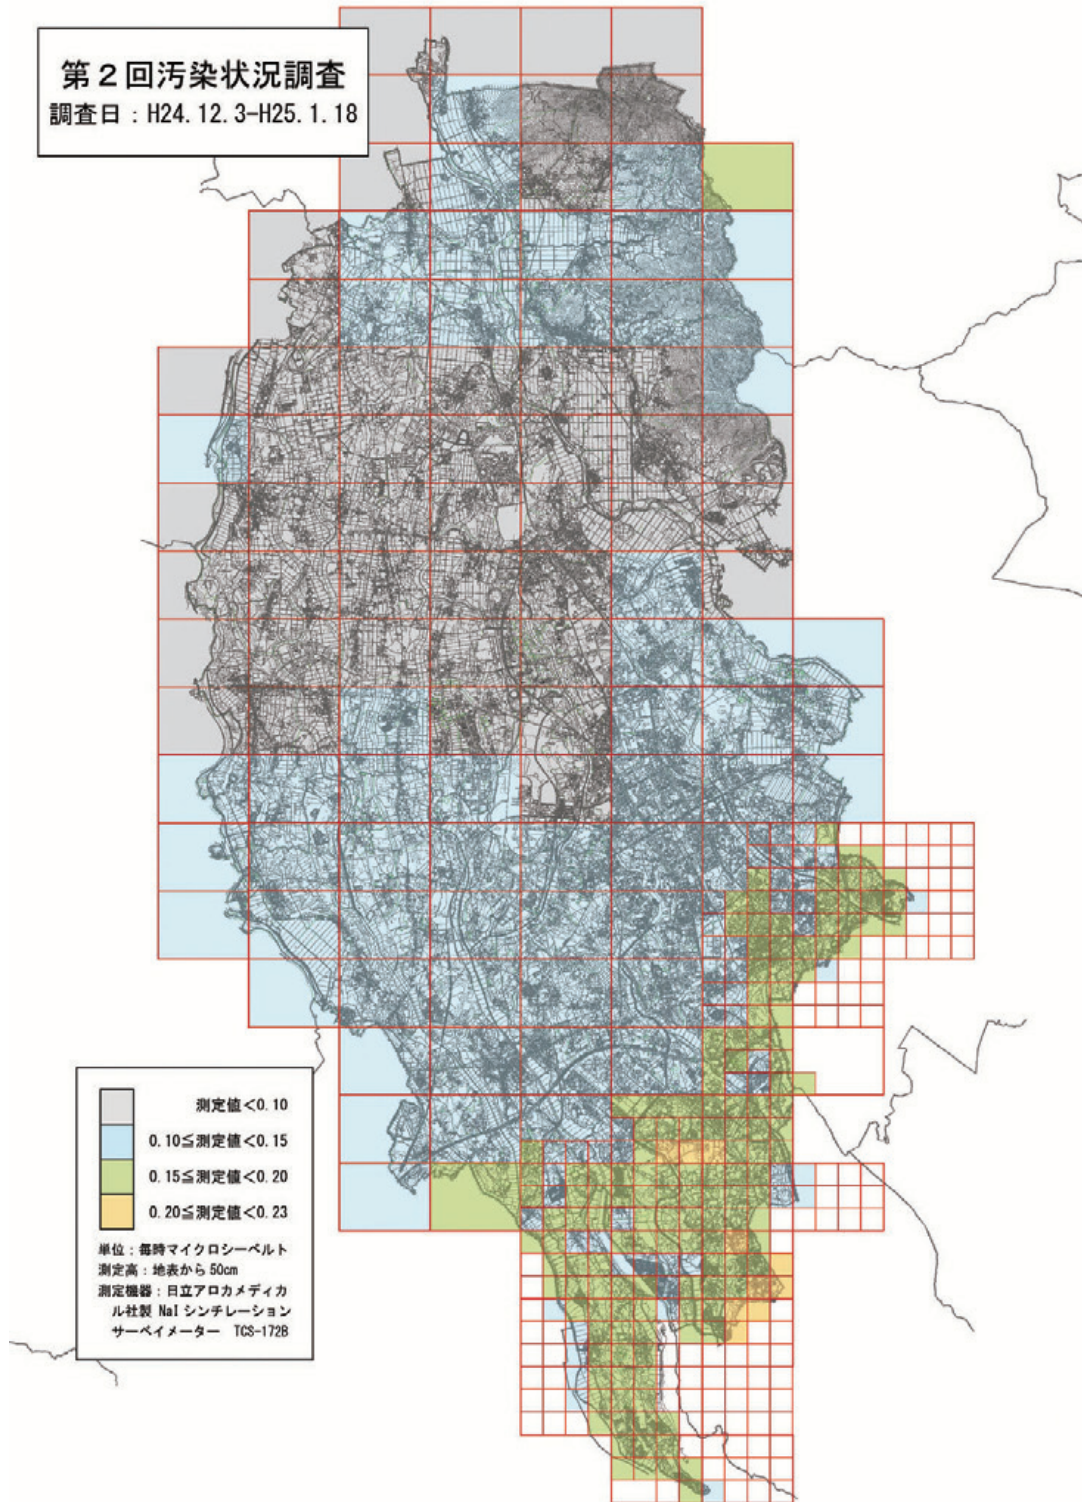 第2回汚染状況調査
調査日：H24.12.3-H25.1.18
測定値＜0.10
0.10≦測定値＜0.15
0.15≦測定値＜0.20
0.20≦測定値＜0.23
単位：毎時マイクロシーベルト
測定高：地表から50cm
測定機器：日立アロカメディカ
ル社製 NaI シンチレーション
サーベイメーター TCS-172B